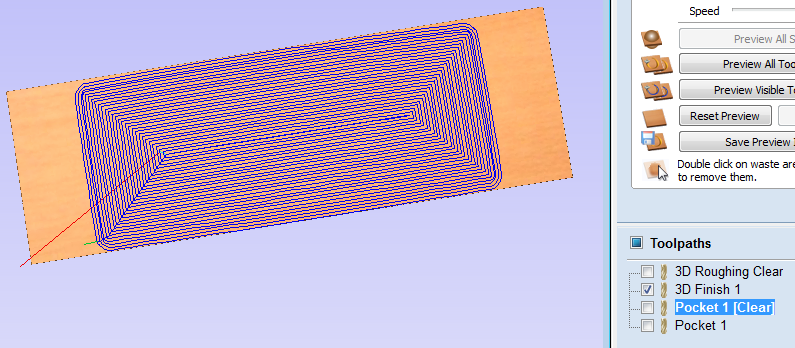 Speed
Preview All S
Preview All Too
Preview Visible T
Reset Preview
Save Preview
Double click on waste are
to remove them.
Toolpaths
3D Roughing Clear
3D Finish 1
Pocket 1 [Clear]
Pocket 1